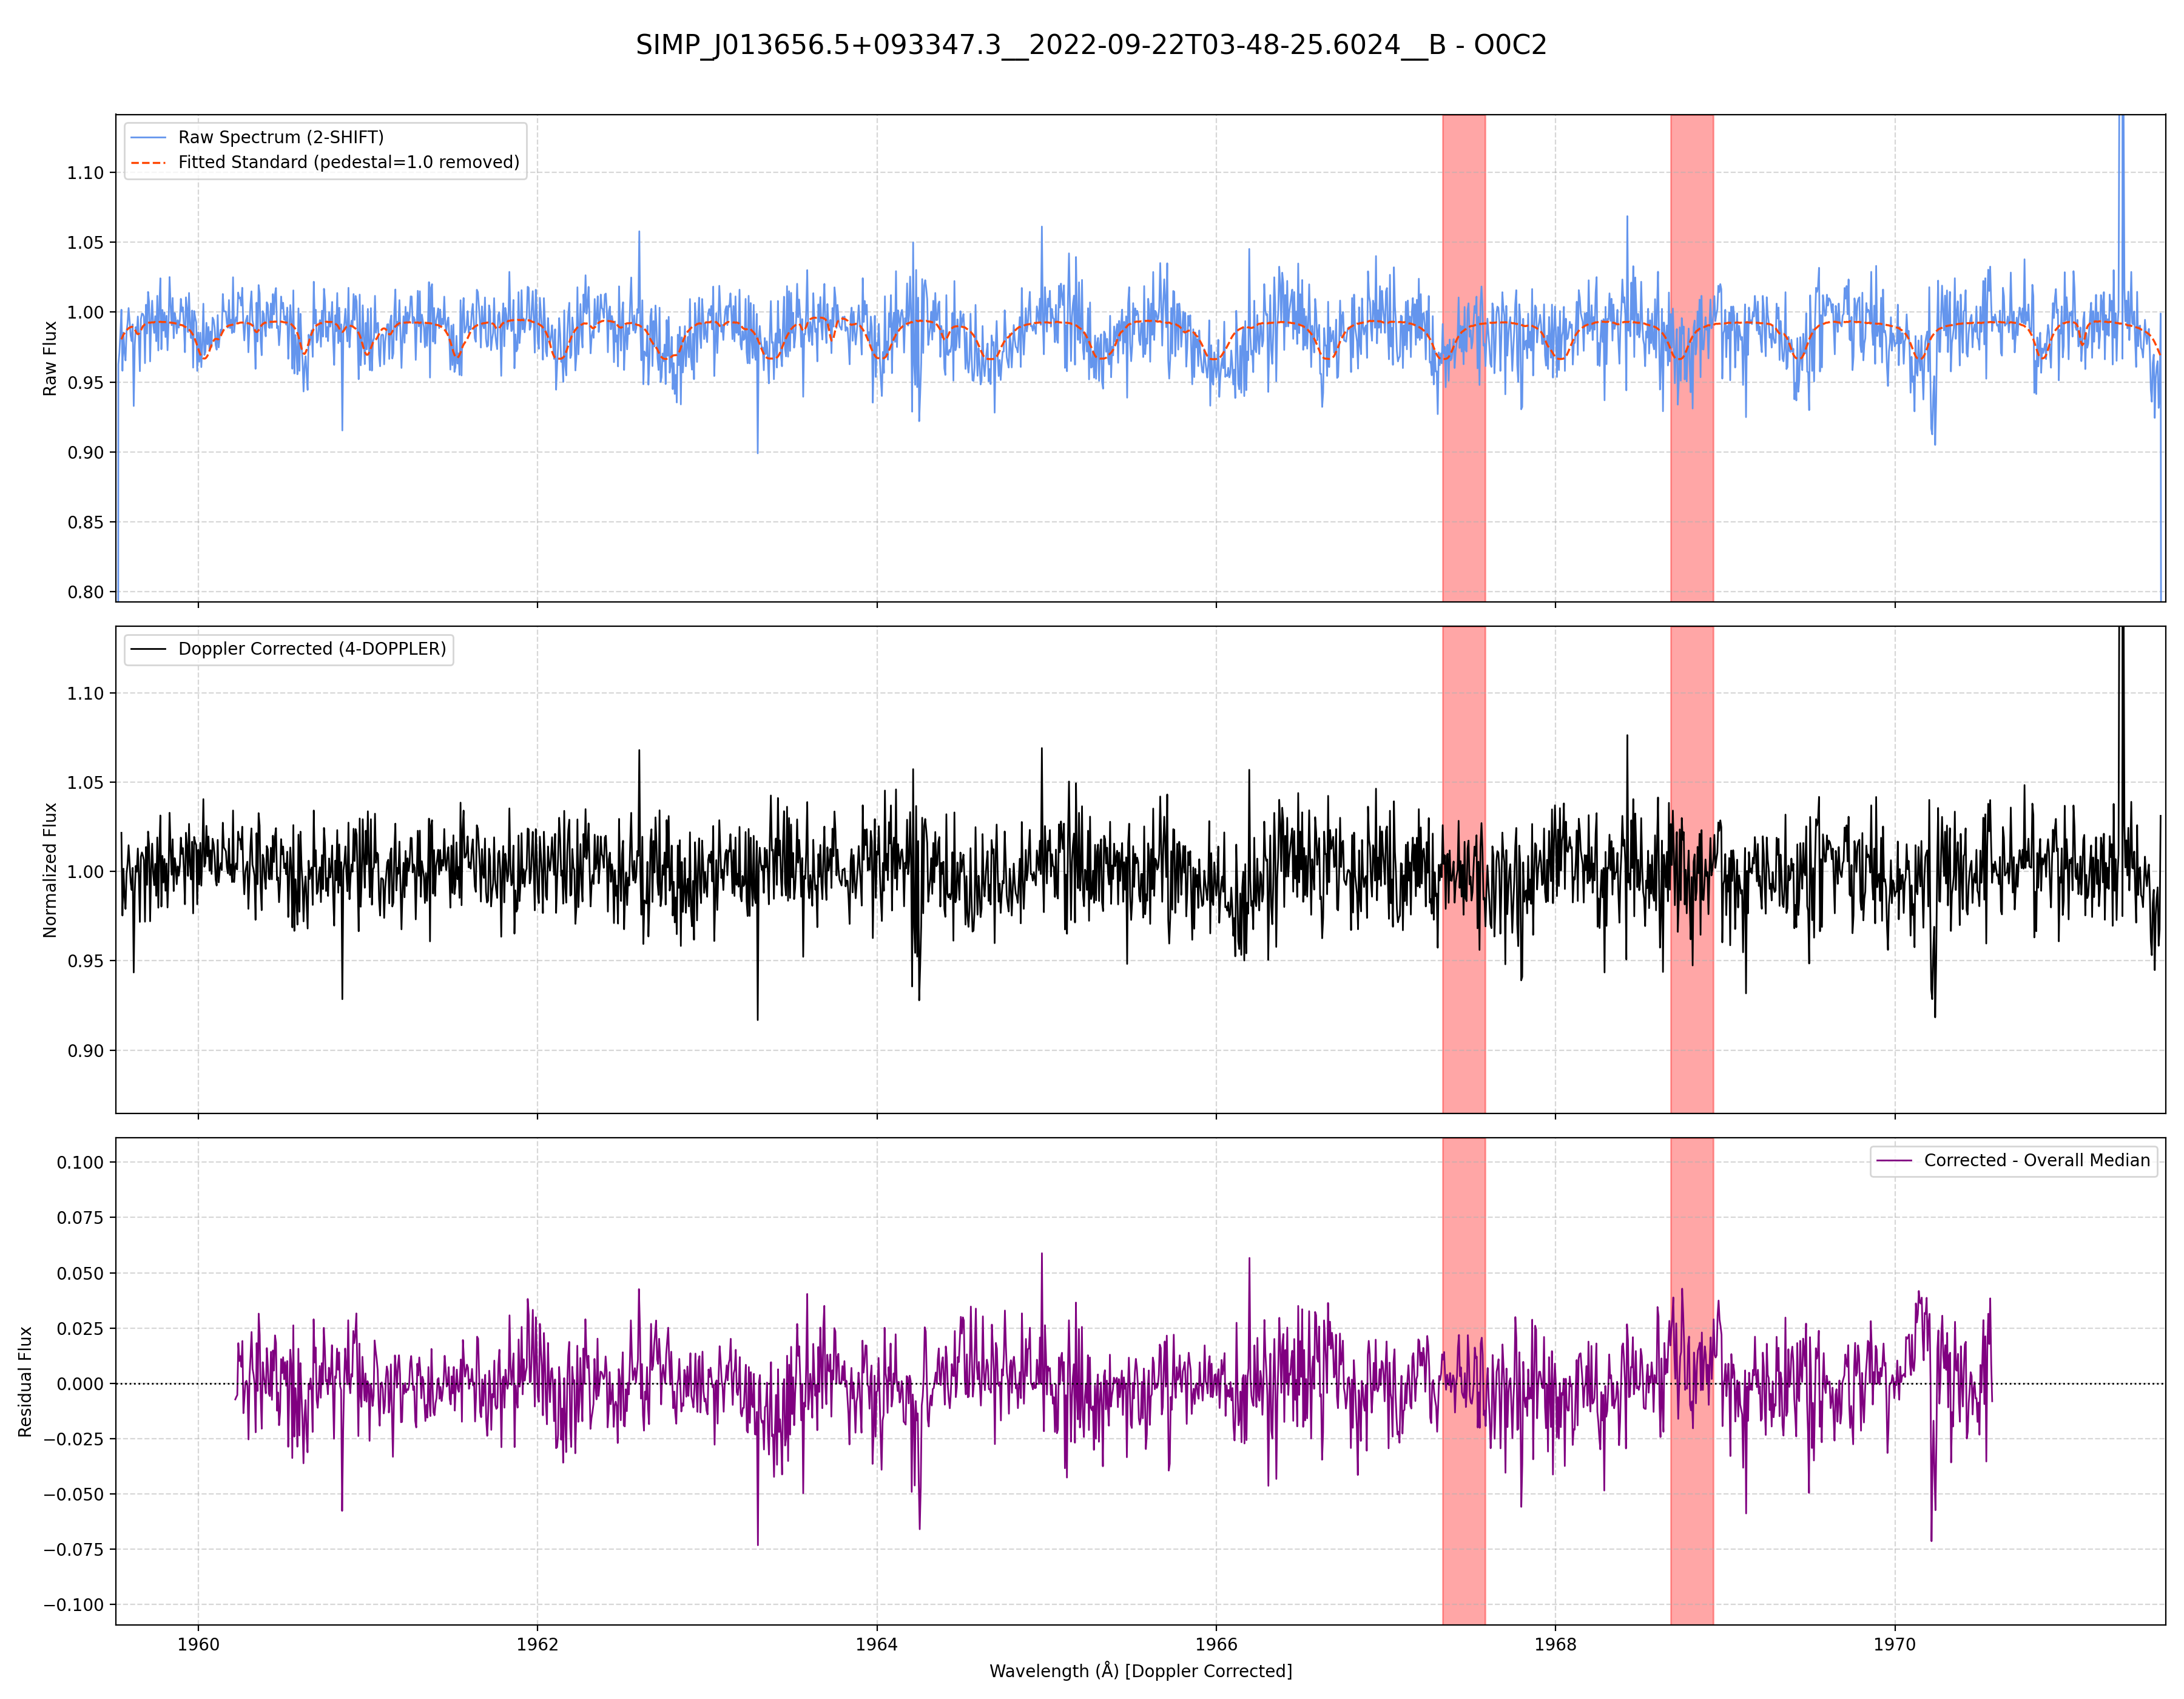 SIMP_J013656.5+093347.3__2022-09-22T03-48-25.6024__B - O0C2
Raw Spectrum (2-SHIFT)
Fitted Standard (pedestal=1.0 removed)
1.10
1.05
1.00
0.95
0.90
0.85
0.80
Raw Flux
Doppler Corrected (4-DOPPLER)
1.10
1.05
1.00
0.95
0.90
Normalized Flux
Corrected - Overall Median
0.100
0.075
0.050
0.025
0.000
−0.025
−0.050
−0.075
−0.100
Residual Flux
1960 1962 1964 1966 1968 1970
Wavelength (Å) [Doppler Corrected]